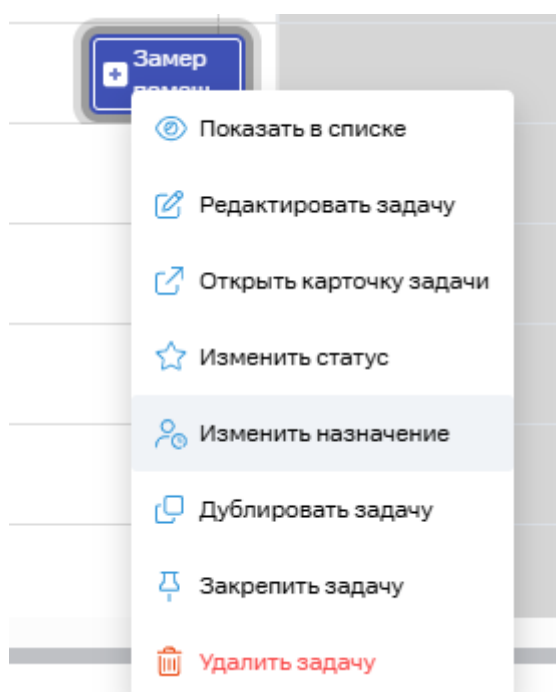 Замер
Показать в списке
Редактировать задачу
Открыть карточку задачи
Изменить статус
Изменить назначение
Дублировать задачу
Закрепить задачу
Удалить задачу